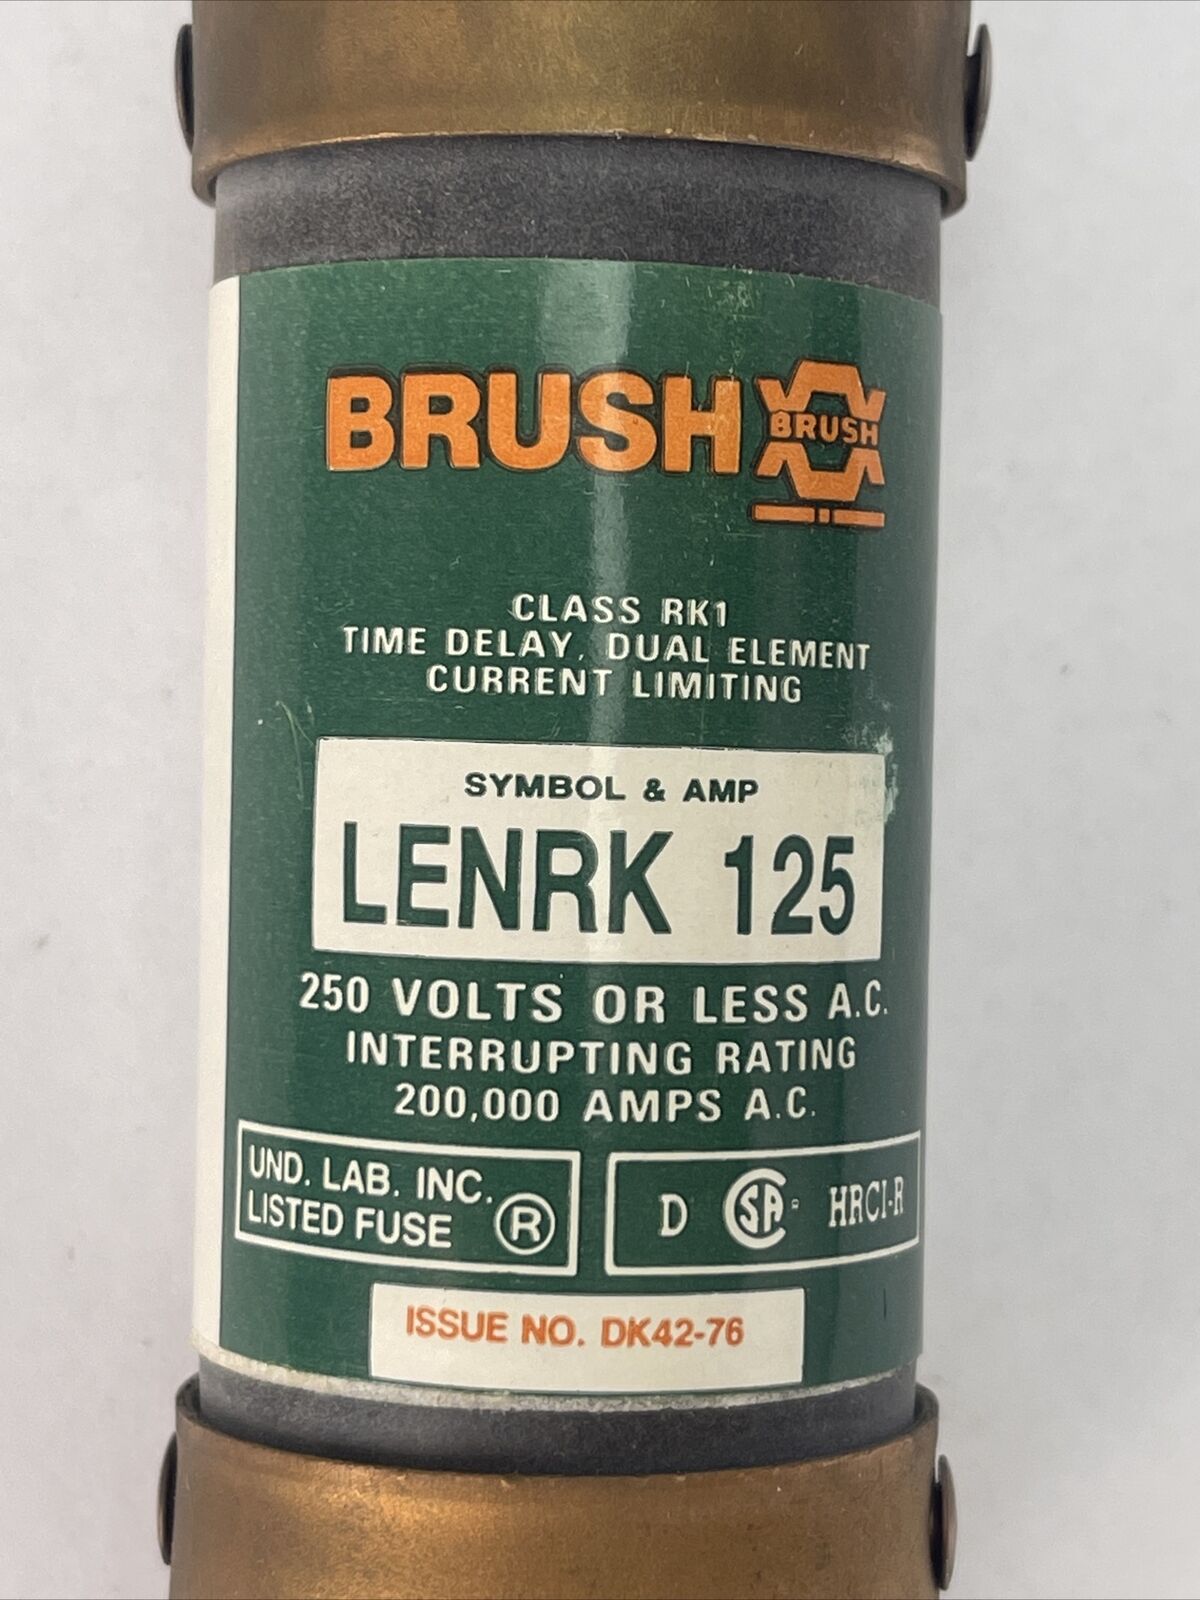 BRUSH BRUSH
CLASS RK1
TIME DELAY, DUAL ELEMENT
CURRENT LIMITING
SYMBOL & AMP
LENRK 125
250 VOLTS OR LESS A.C.
INTERRUPTING RATING
200,000 AMPS A.C.
UND. LAB. INC.
LISTED FUSE ®
D CSA HRCI-R
ISSUE NO. DK42-76